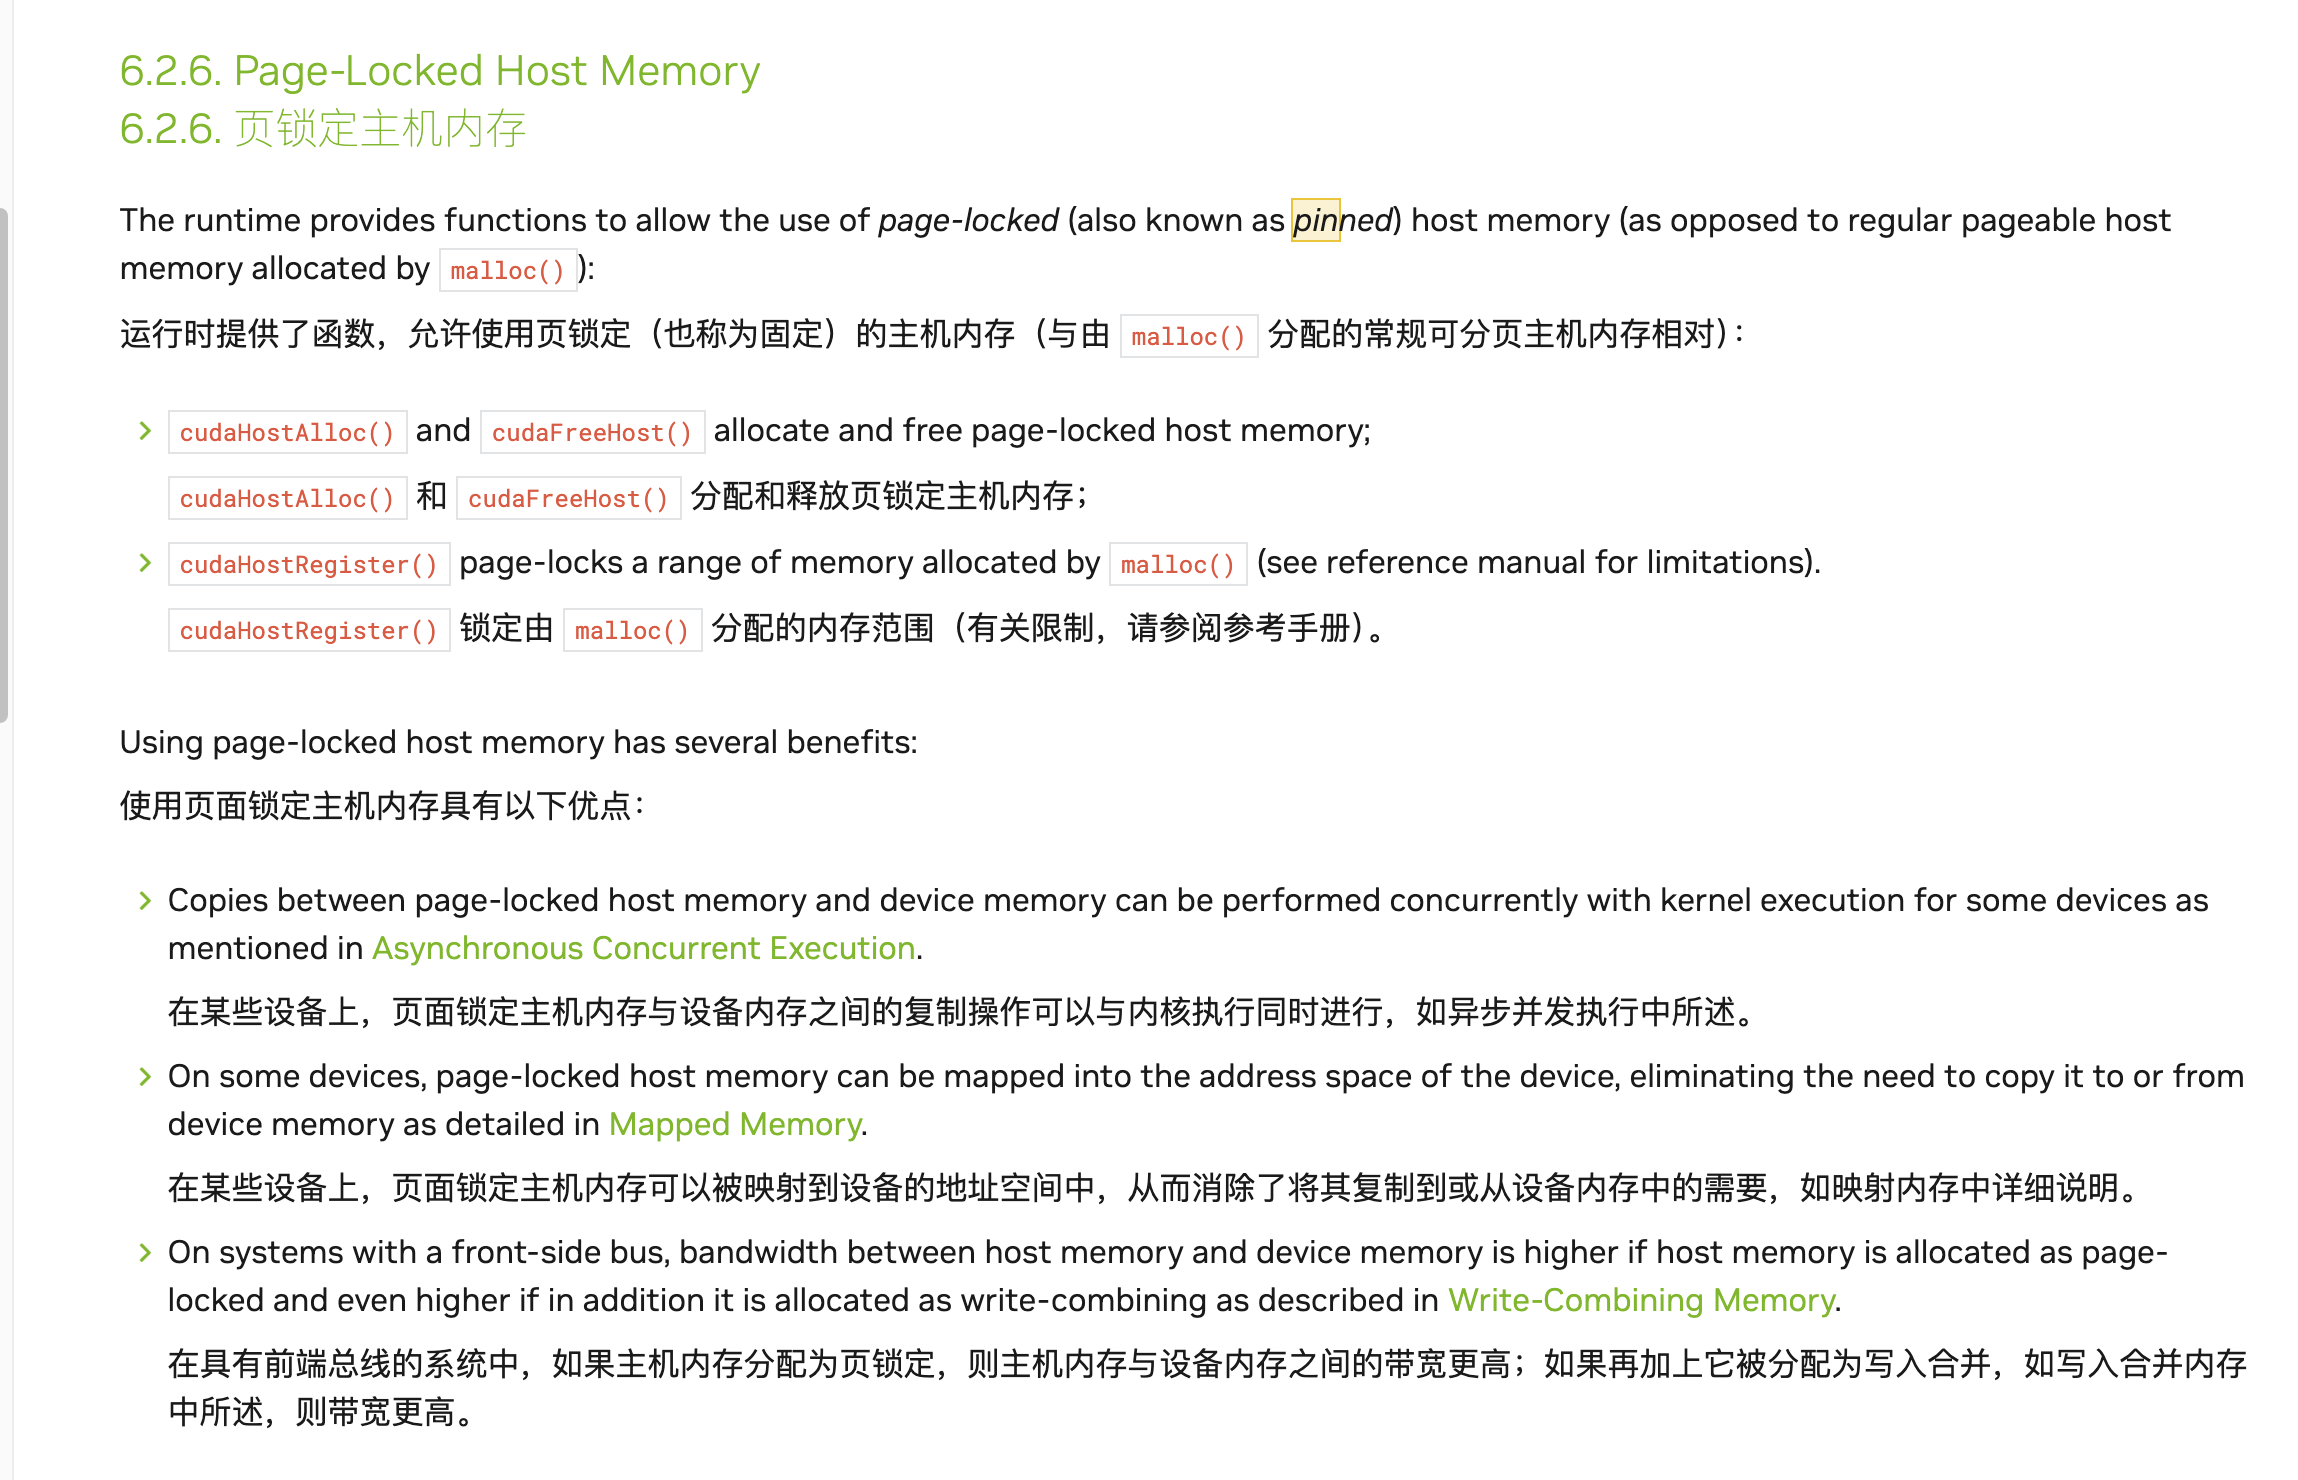 6.2.6. Page-Locked Host Memory
6.2.6. 页锁定主机内存
The runtime provides functions to allow the use of page-locked (also known as pinned) host memory (as opposed to regular pageable host
memory allocated by malloc()):
运行时提供了函数，允许使用页锁定（也称为固定）的主机内存（与由 malloc() 分配的常规可分页主机内存相对）：
cudaHostAlloc() and cudaFreeHost() allocate and free page-locked host memory;
cudaHostAlloc() 和 cudaFreeHost() 分配和释放页锁定主机内存；
cudaHostRegister() page-locks a range of memory allocated by malloc() (see reference manual for limitations).
cudaHostRegister() 锁定由 malloc() 分配的内存范围（有关限制，请参阅参考手册）。
Using page-locked host memory has several benefits:
使用页面锁定主机内存具有以下优点：
Copies between page-locked host memory and device memory can be performed concurrently with kernel execution for some devices as
mentioned in Asynchronous Concurrent Execution.
在某些设备上，页面锁定主机内存与设备内存之间的复制操作可以与内核执行同时进行，如异步并发执行中所述。
On some devices, page-locked host memory can be mapped into the address space of the device, eliminating the need to copy it to or from
device memory as detailed in Mapped Memory.
在某些设备上，页面锁定主机内存可以被映射到设备的地址空间中，从而消除了将其复制到或从设备内存中的需要，如映射内存中详细说明。
On systems with a front-side bus, bandwidth between host memory and device memory is higher if host memory is allocated as page-
locked and even higher if in addition it is allocated as write-combining as described in Write-Combining Memory.
在具有前端总线的系统中，如果主机内存分配为页锁定，则主机内存与设备内存之间的带宽更高；如果再加上它被分配为写入合并，如写入合并内存
中所述，则带宽更高。